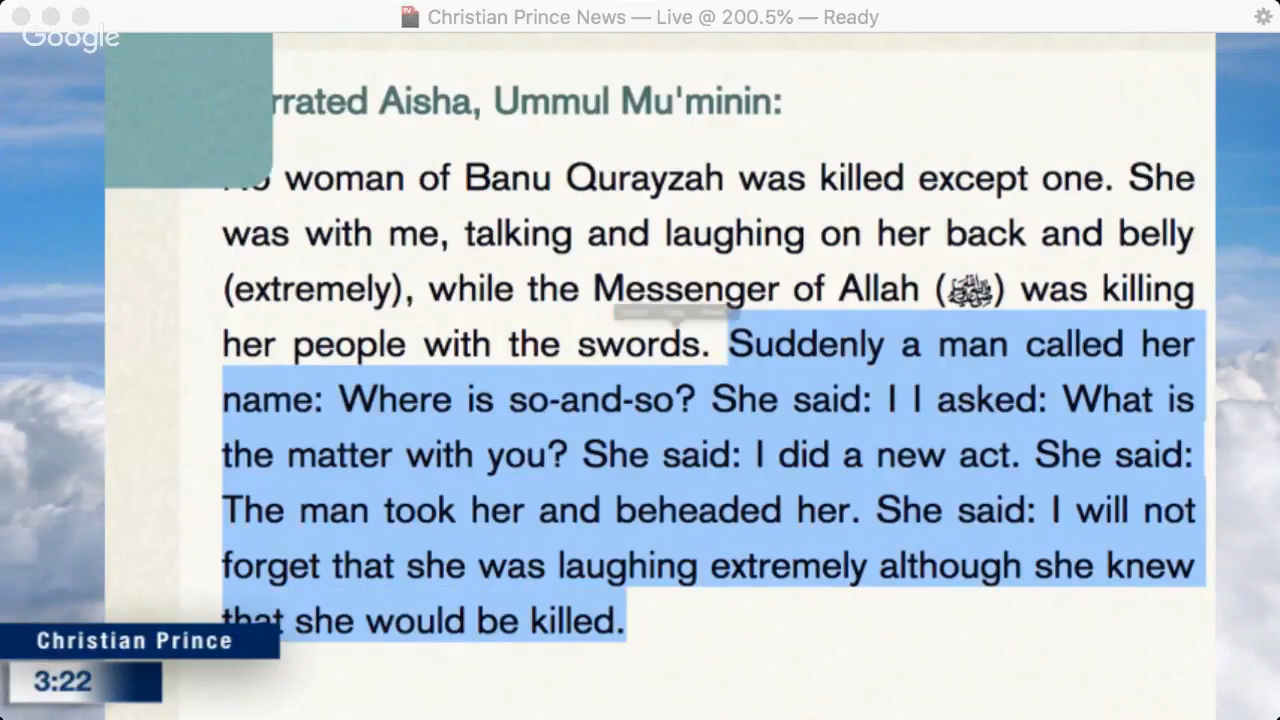 Christian Prince News — Live @ 200.5% — Ready
Google
rrated Aisha, Ummul Mu'minin:
No woman of Banu Qurayzah was killed except one. She
was with me, talking and laughing on her back and belly
(extremely), while the Messenger of Allah (ﷺ) was killing
her people with the swords. Suddenly a man called her
name: Where is so-and-so? She said: I I asked: What is
the matter with you? She said: I did a new act. She said:
The man took her and beheaded her. She said: I will not
forget that she was laughing extremely although she knew
that she would be killed.
Christian Prince
3:22